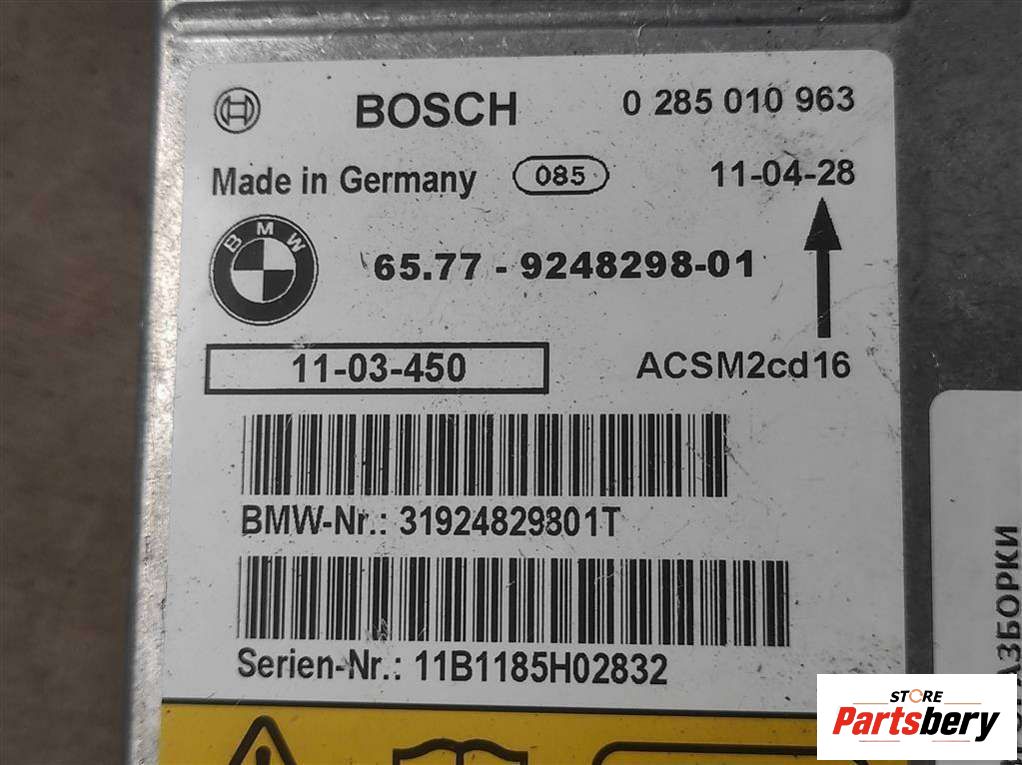 BOSCH 0 285 010 963
Made in Germany 085 11-04-28
BMW 65.77 - 9248298-01
11-03-450 ACSM2cd16
BMW-Nr.: 31924829801T
Serien-Nr.: 11B1185H02832
АЗБОРКИ
STORE
Partsbery